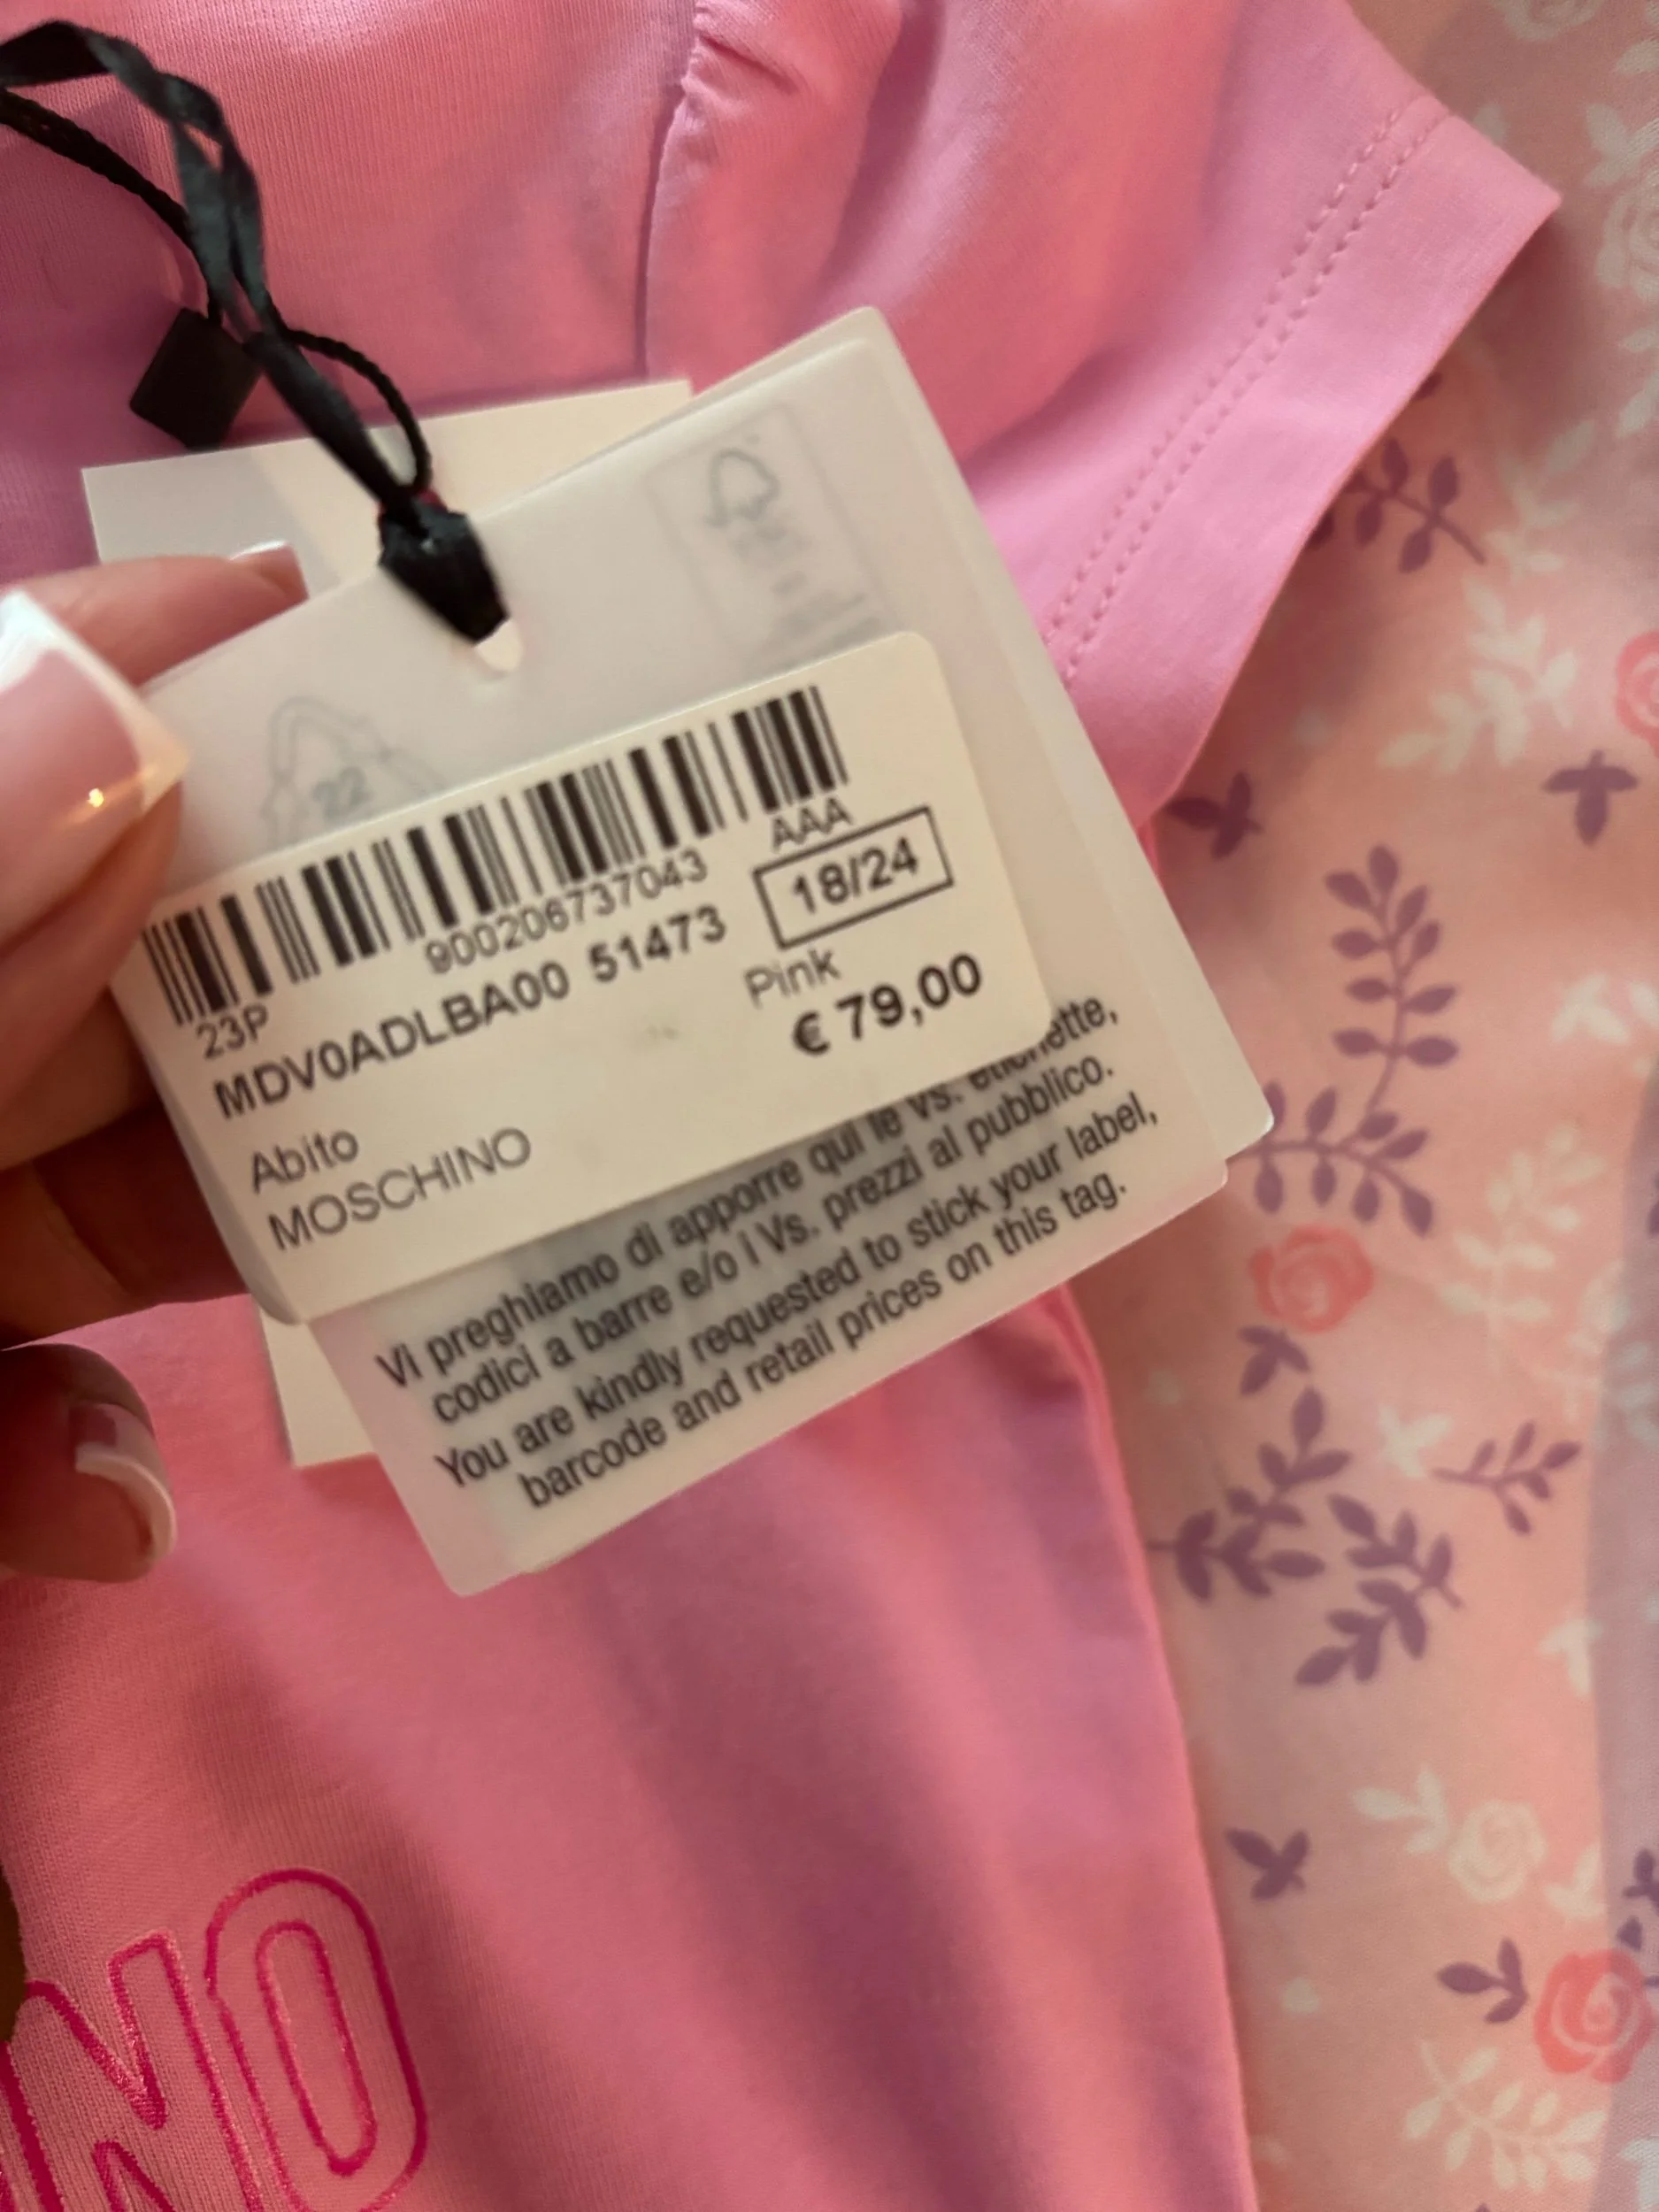 22
AAA
900206737043
18/24
23P
MDV0ADLBA00 51473
Pink
€ 79,00
Abito
MOSCHINO
Vi preghiamo di apporre qui le Vs. etichette,
codici a barre e/o i Vs. prezzi al pubblico.
You are kindly requested to stick your label,
barcode and retail prices on this tag.
NO